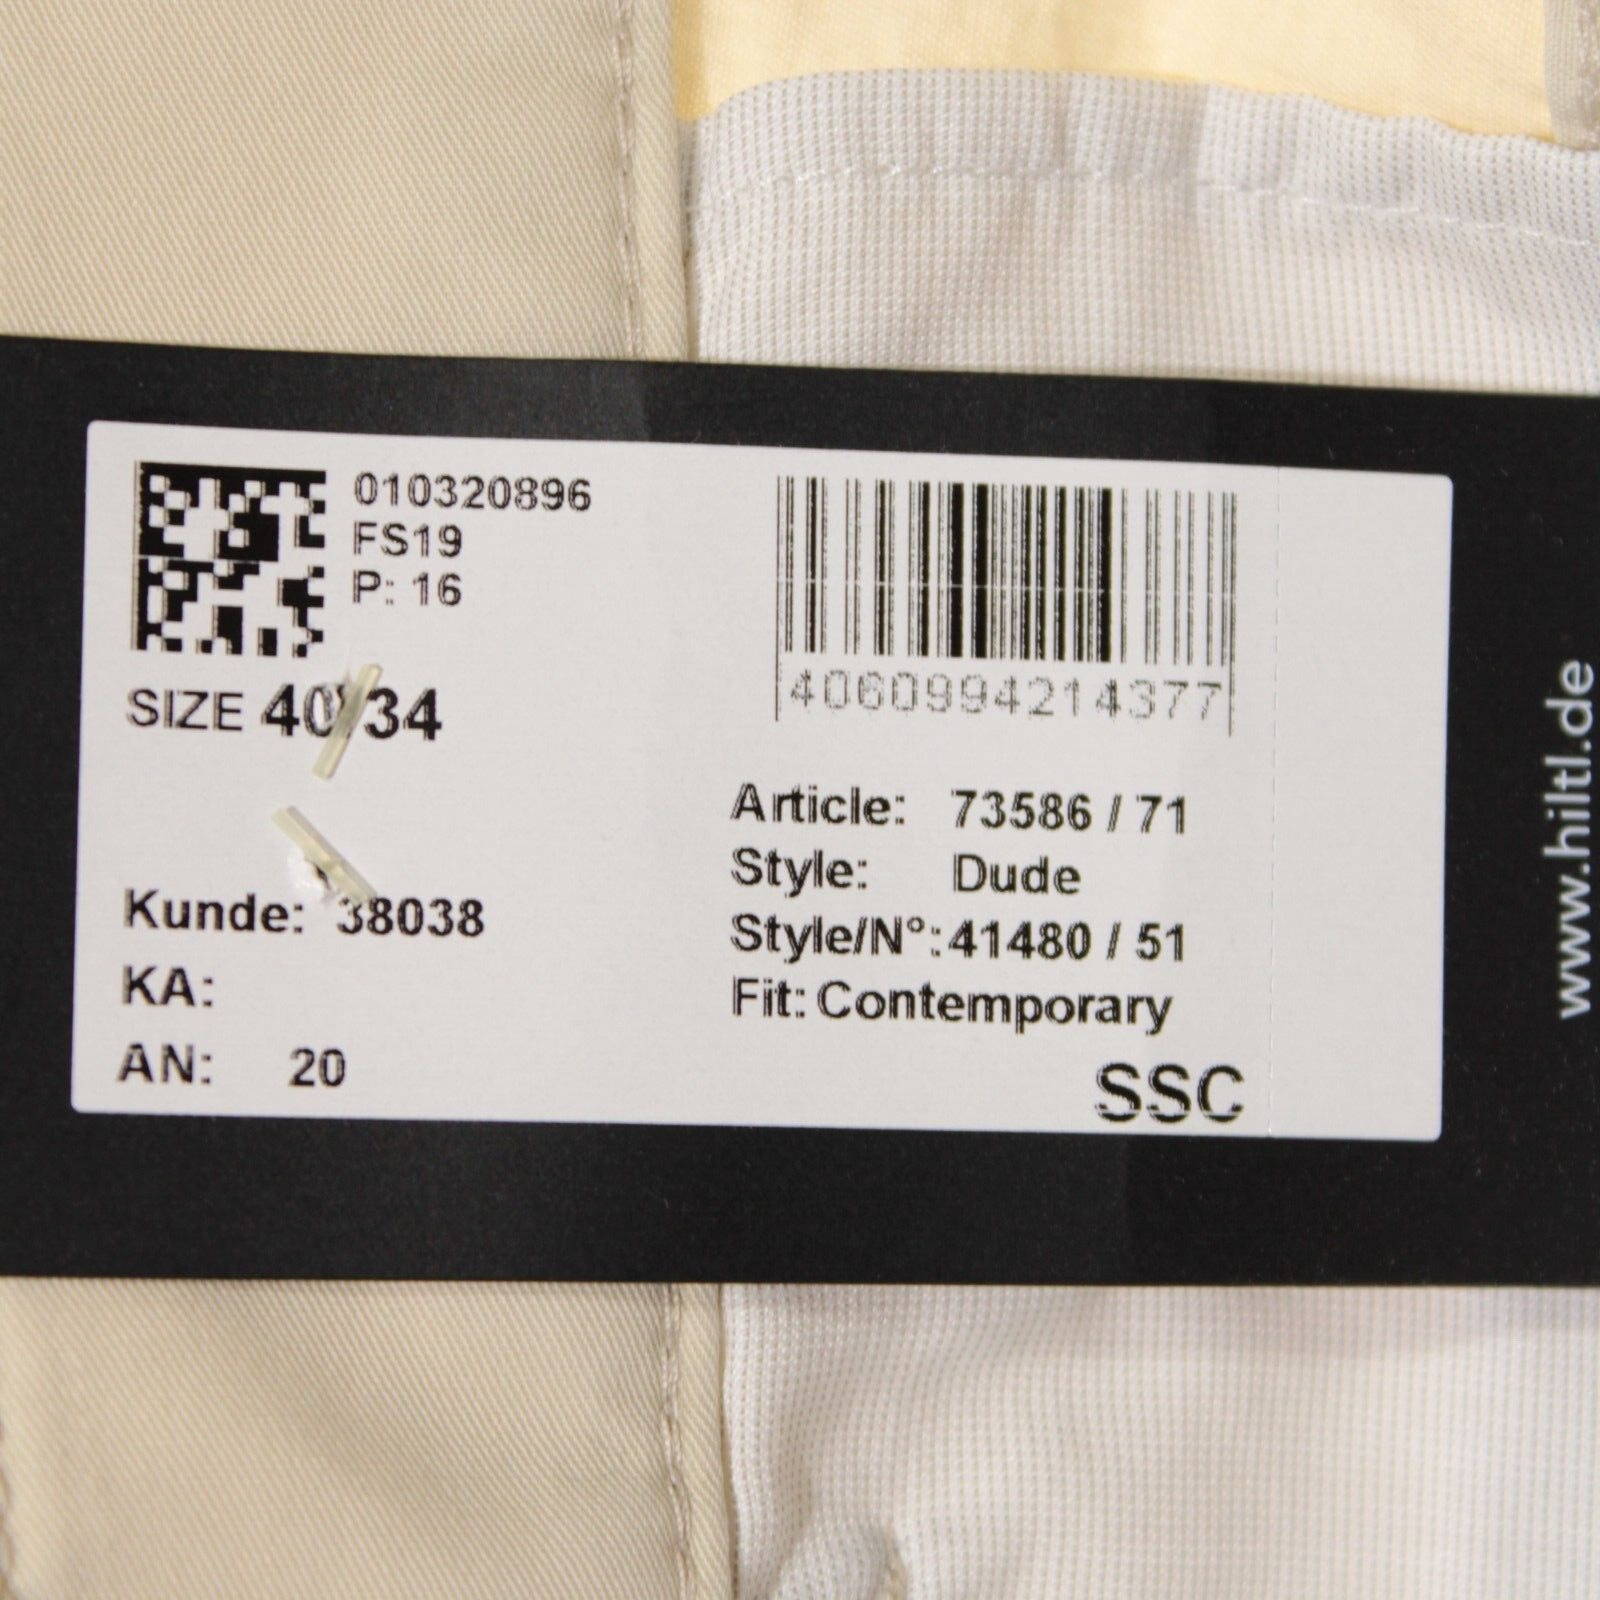 010320896
FS19
P: 16
SIZE 40/34
4060994214377
Article: 73586 / 71
Style: Dude
Style/N°: 41480 / 51
Fit: Contemporary
Kunde: 38038
KA:
AN: 20
SSC
www.hiltl.de